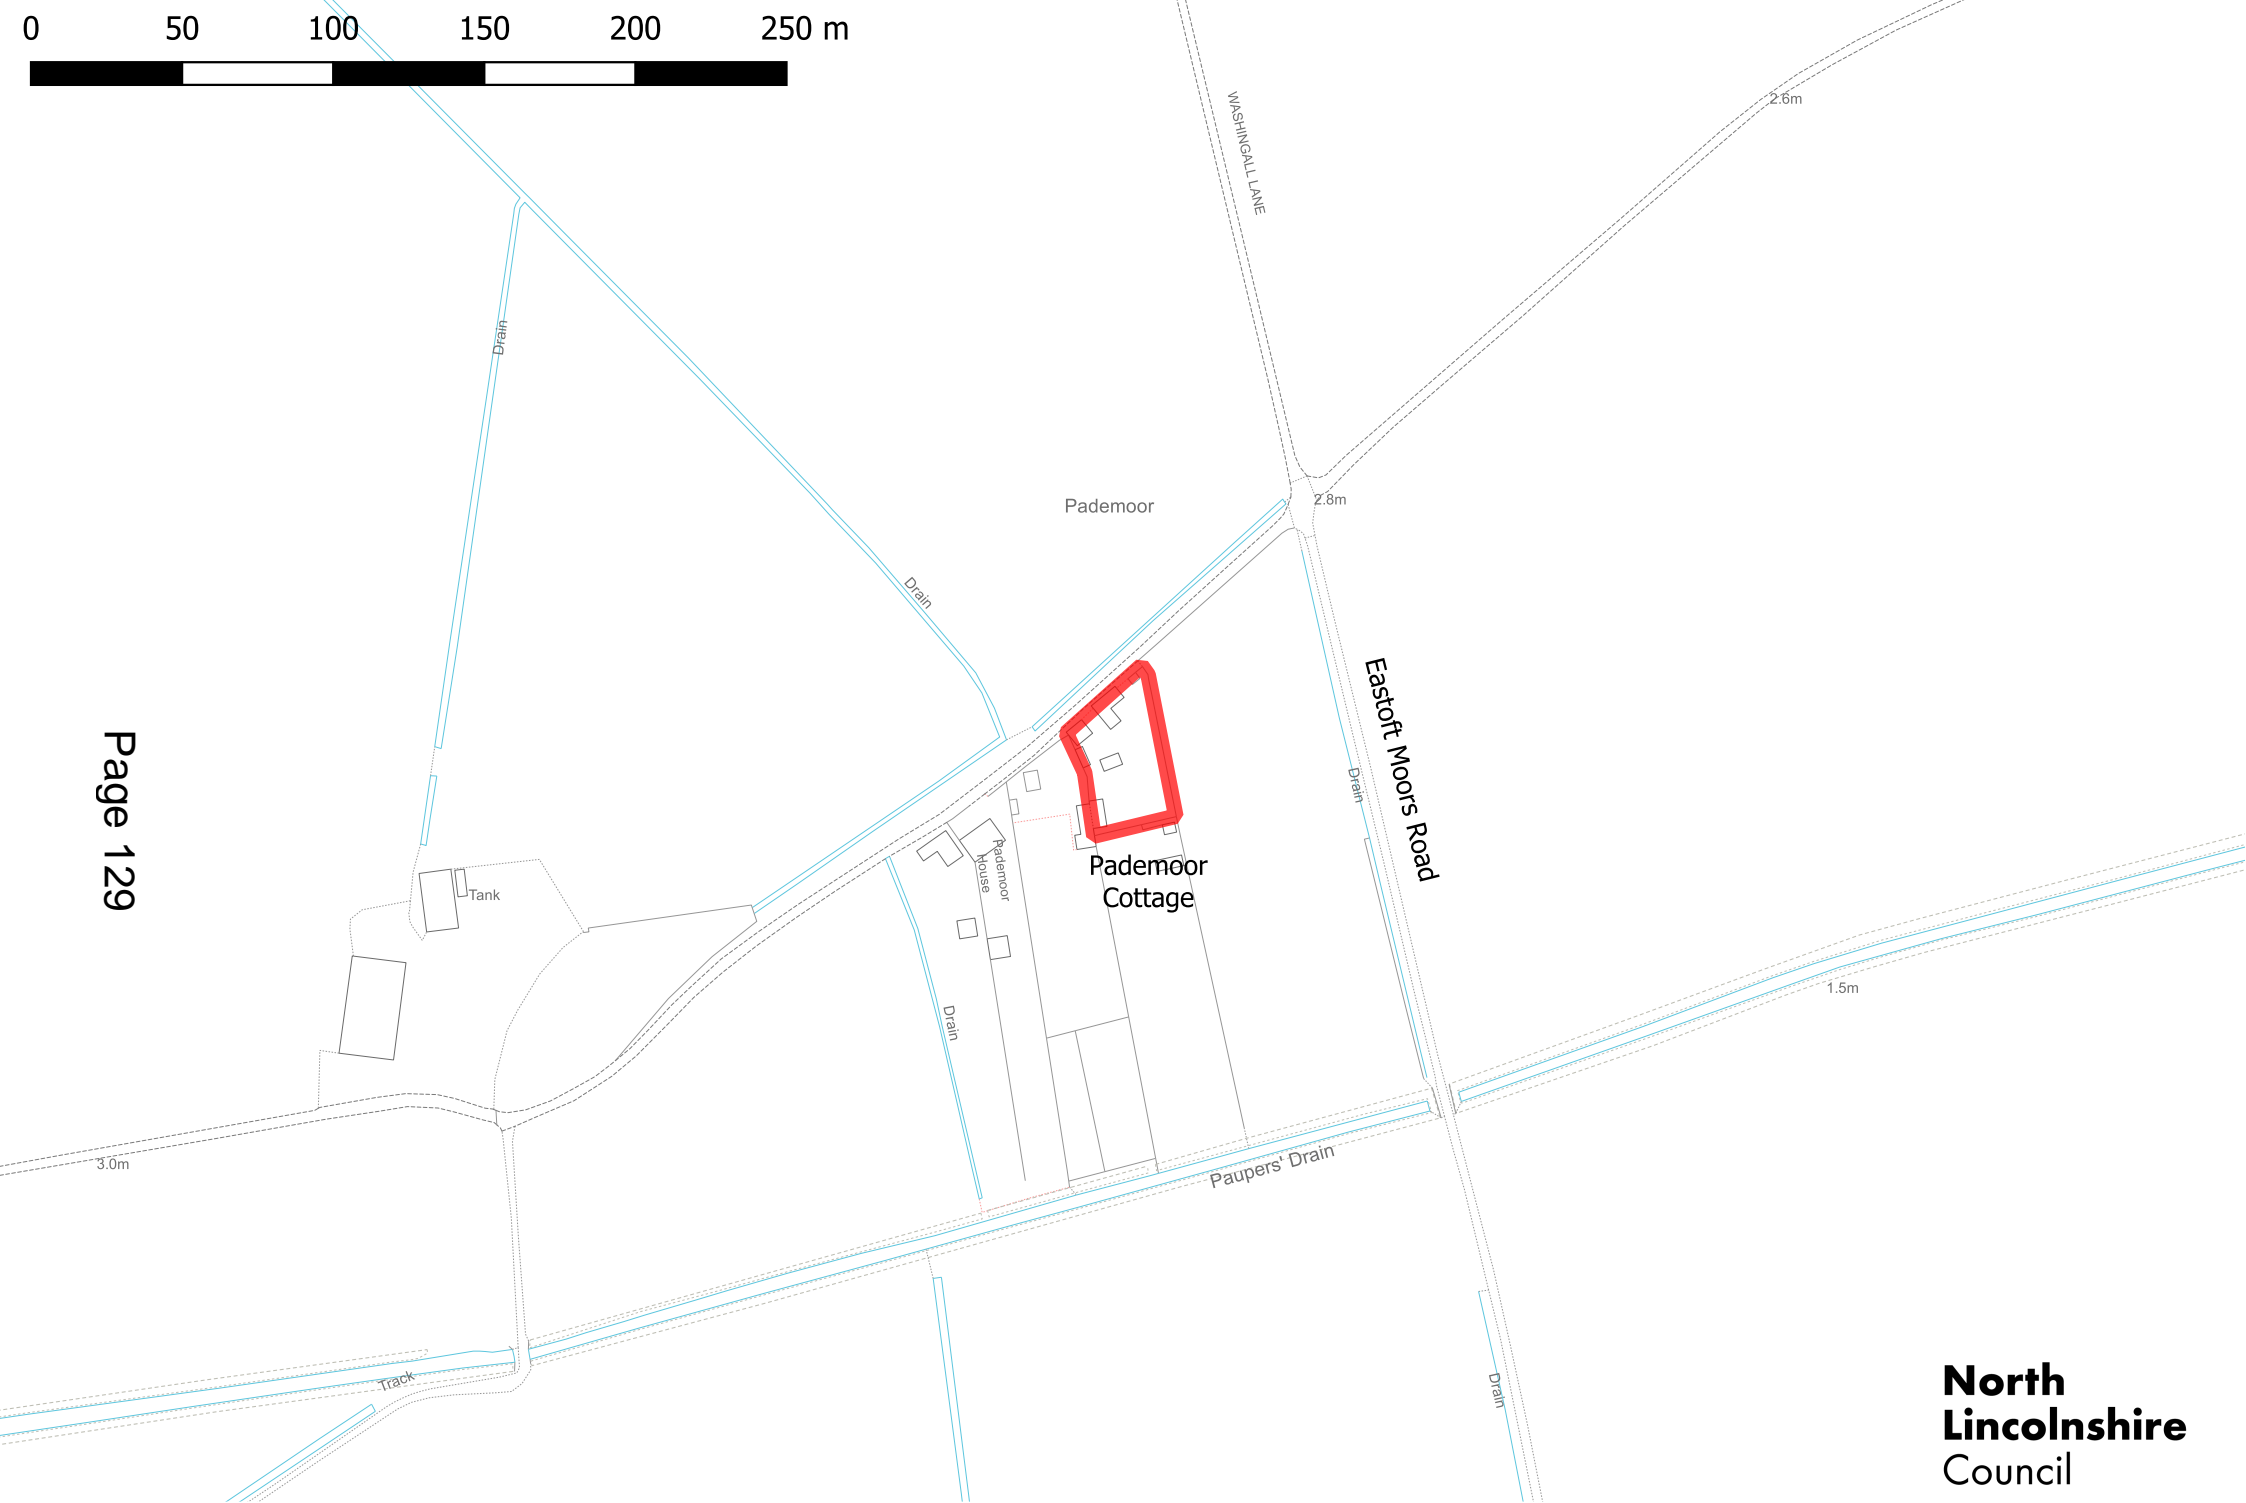 0 50 100 150 200 250 m
WASHINGALL LANE
2.6m
Drain
Pademoor
2.8m
Drain
Eastoft Moors Road
Page 129
Drain
Pademoor
House
Pademoor
Cottage
Tank
1.5m
Drain
3.0m
Paupers' Drain
Track
Drain
North
Lincolnshire
Council